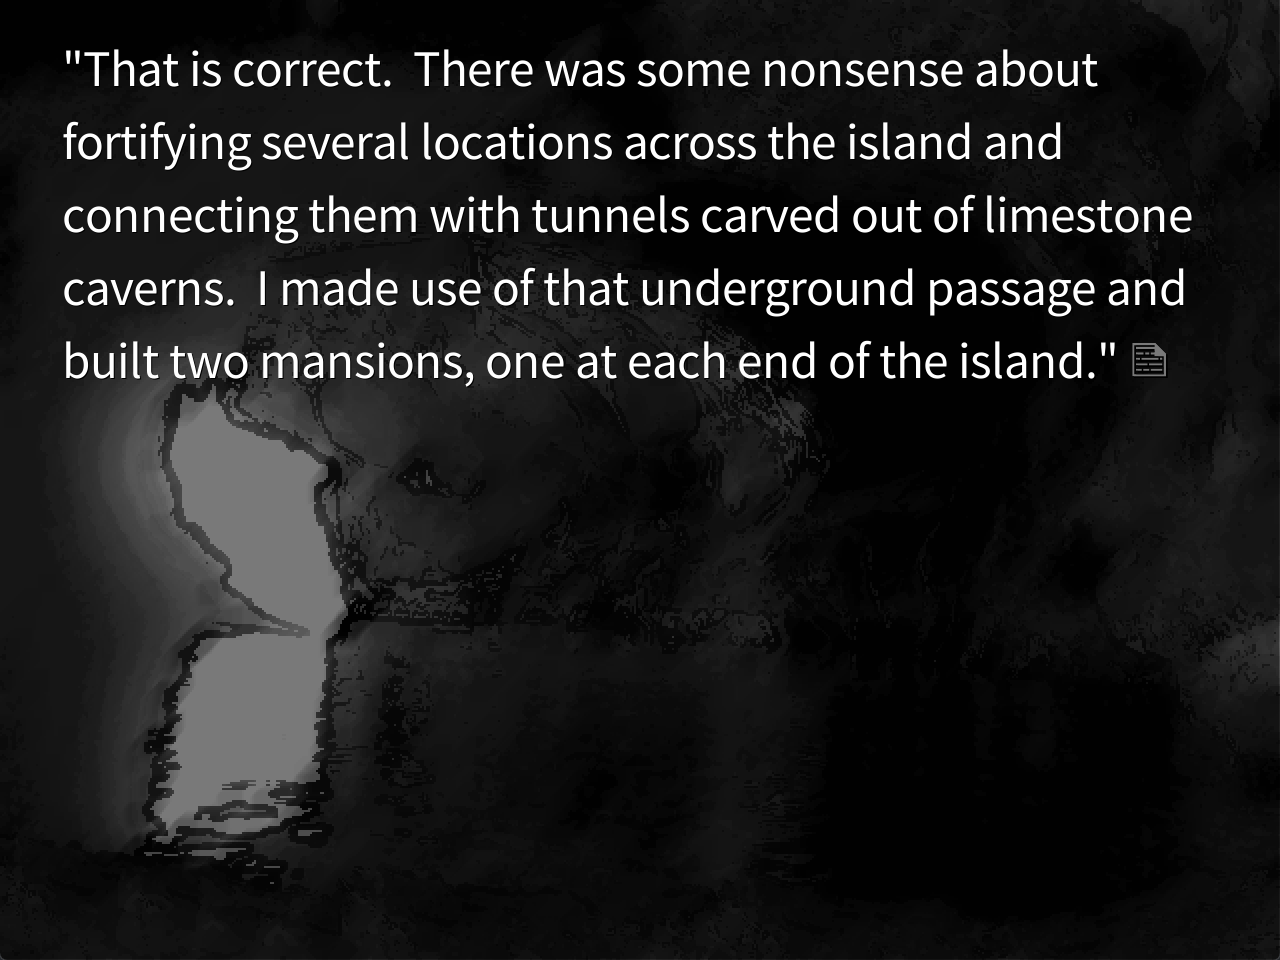 "That is correct.  There was some nonsense about
fortifying several locations across the island and
connecting them with tunnels carved out of limestone
caverns.  I made use of that underground passage and
built two mansions, one at each end of the island."